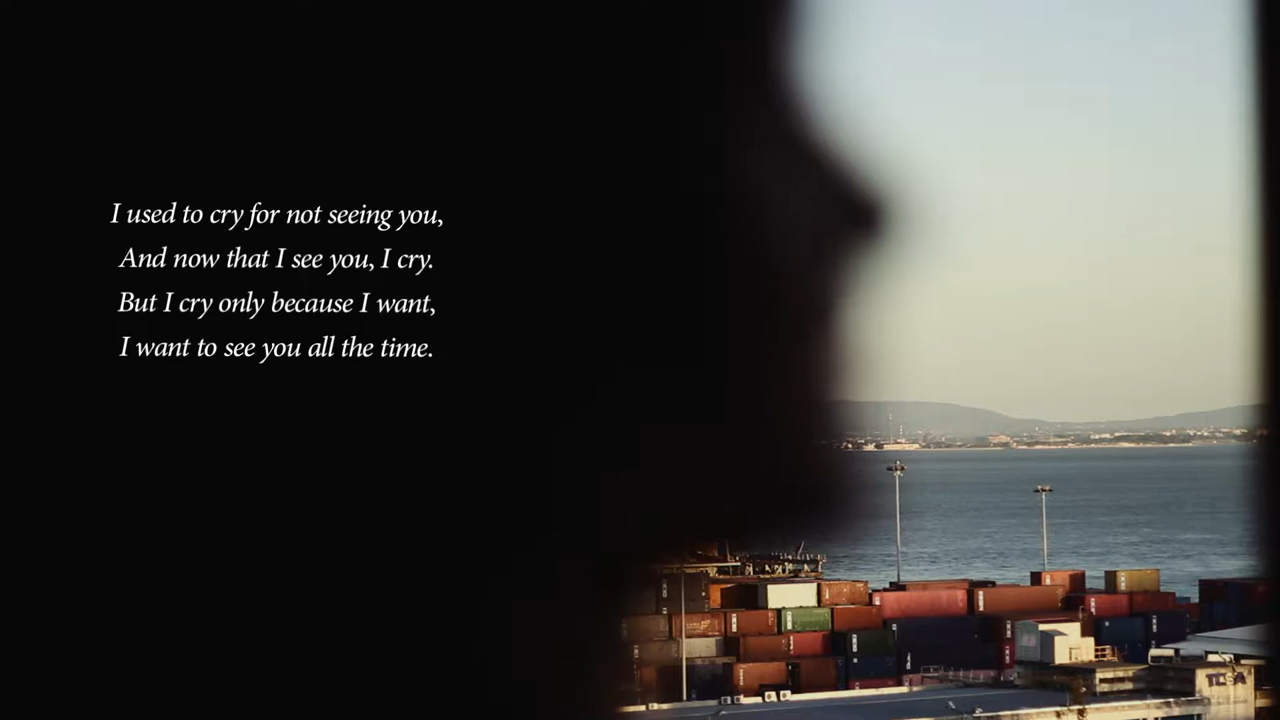 I used to cry for not seeing you,
And now that I see you, I cry.
But I cry only because I want,
I want to see you all the time.